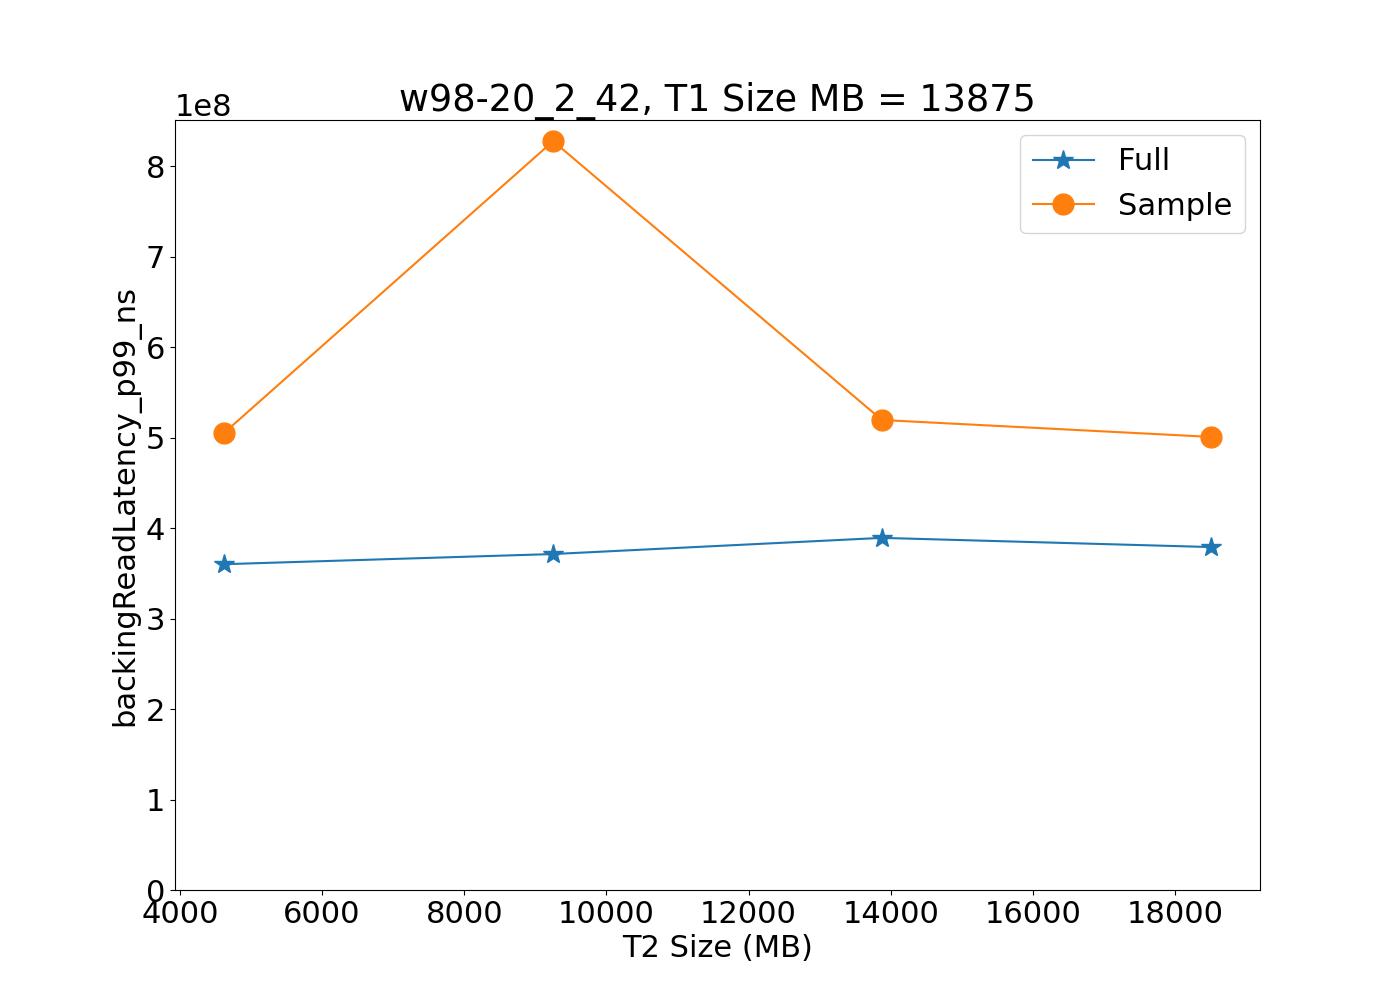 w98-20_2_42, T1 Size MB = 13875
1e8
Full
Sample
8
7
6
5
4
3
2
1
0
backingReadLatency_p99_ns
4000 6000 8000 10000 12000 14000 16000 18000
T2 Size (MB)